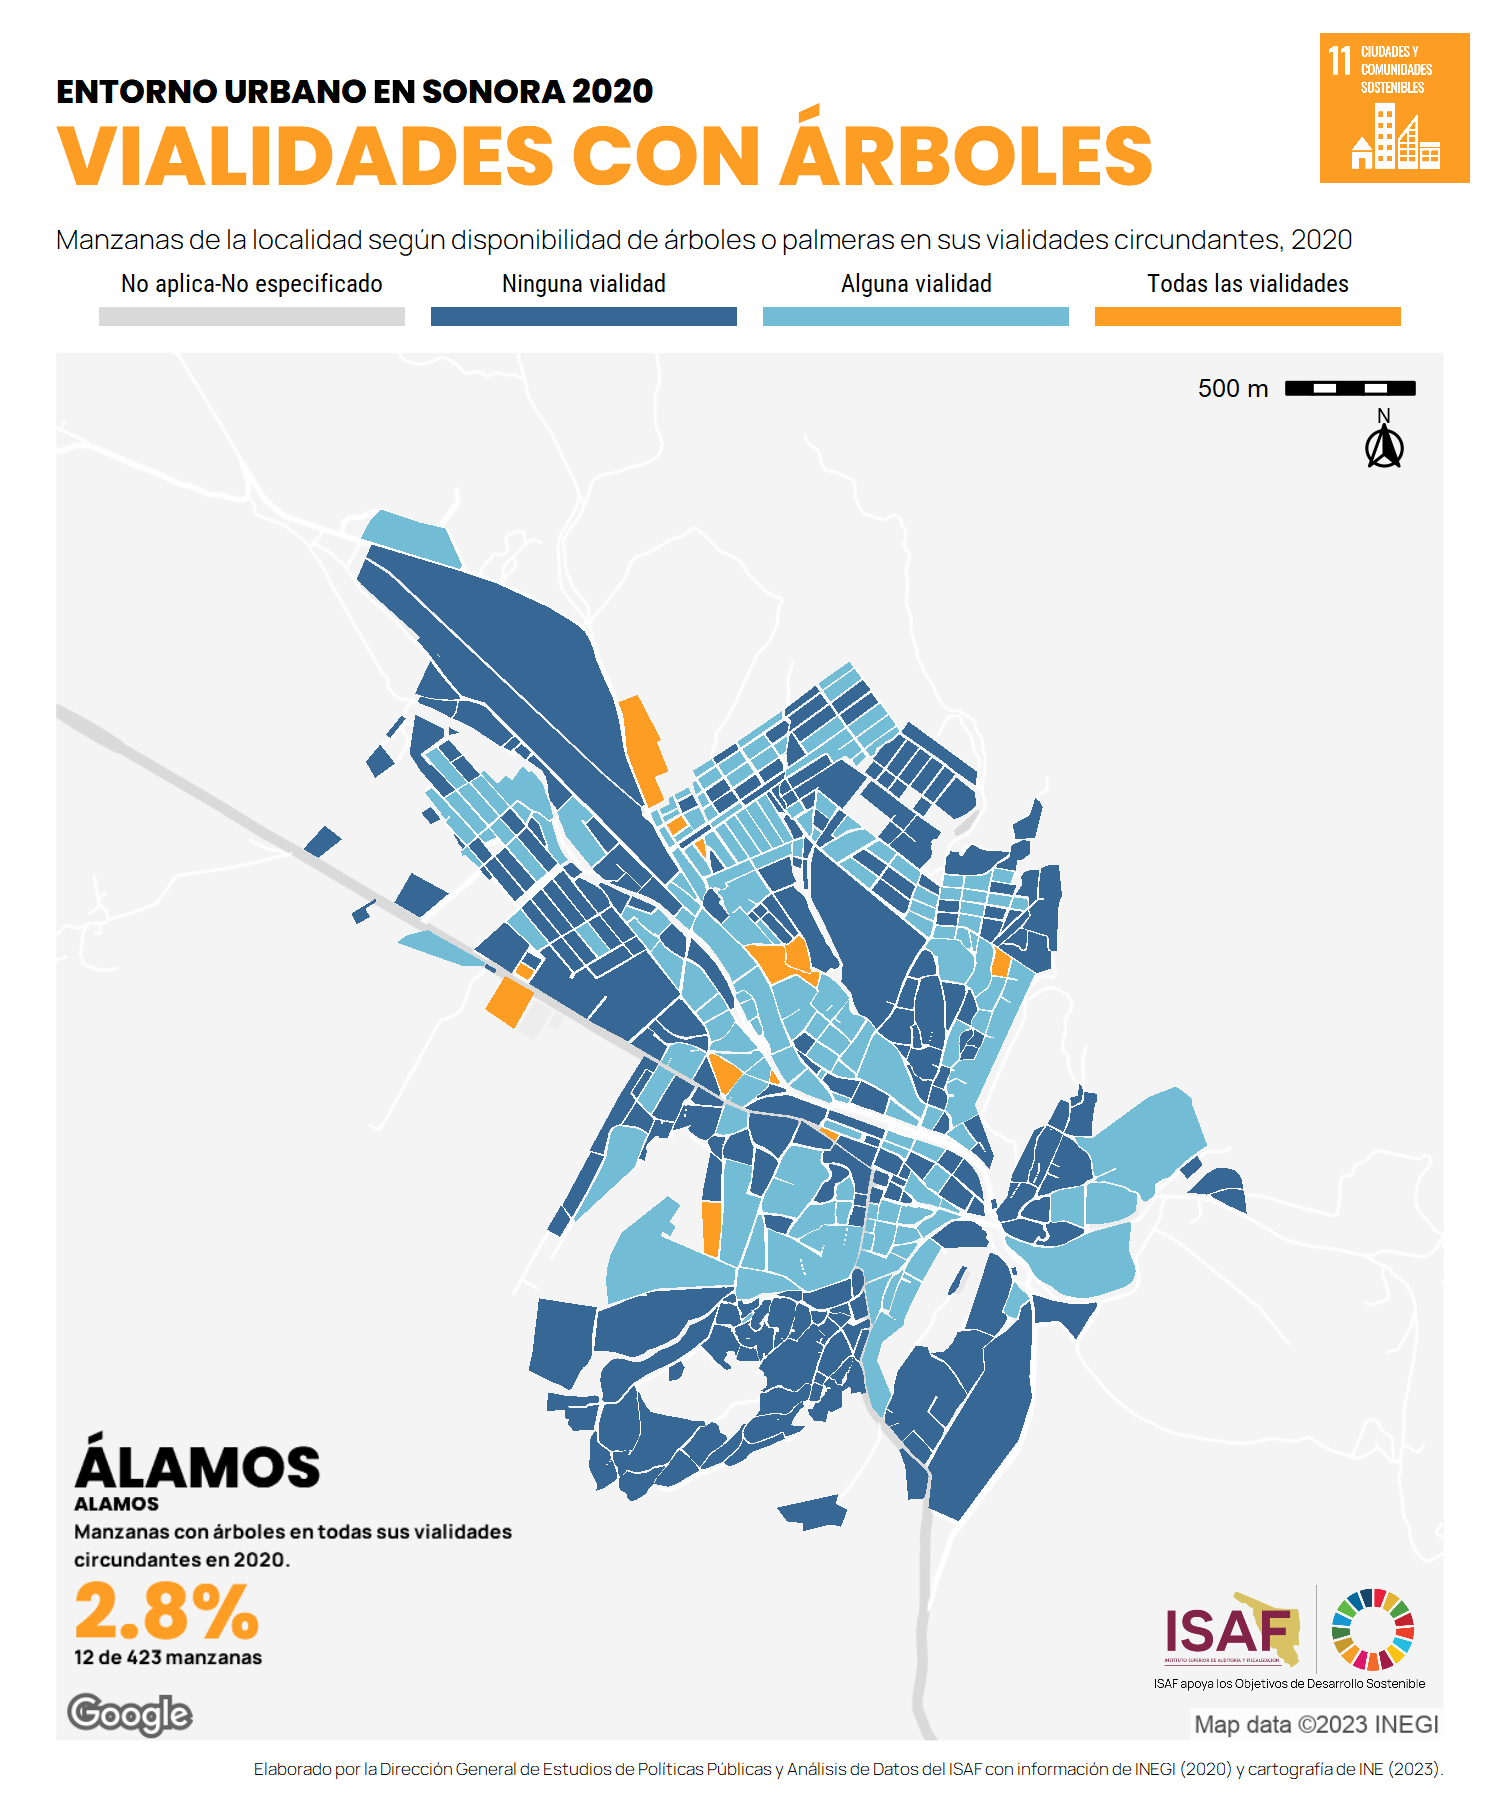 ENTORNO URBANO EN SONORA 2020
VIALIDADES CON ÁRBOLES
11 CIUDADES Y
COMUNIDADES
SOSTENIBLES
Manzanas de la localidad según disponibilidad de árboles o palmeras en sus vialidades circundantes, 2020
No aplica-No especificado Ninguna vialidad Alguna vialidad Todas las vialidades
500 m
N
ÁLAMOS
ALAMOS
Manzanas con árboles en todas sus vialidades
circundantes en 2020.
2.8%
12 de 423 manzanas
ISAF
INSTITUTO SUPERIOR DE AUDITORÍA Y FISCALIZACIÓN
ISAF apoya los Objetivos de Desarrollo Sostenible
Google
Map data ©2023 INEGI
Elaborado por la Dirección General de Estudios de Políticas Públicas y Análisis de Datos del ISAF con información de INEGI (2020) y cartografía de INE (2023).